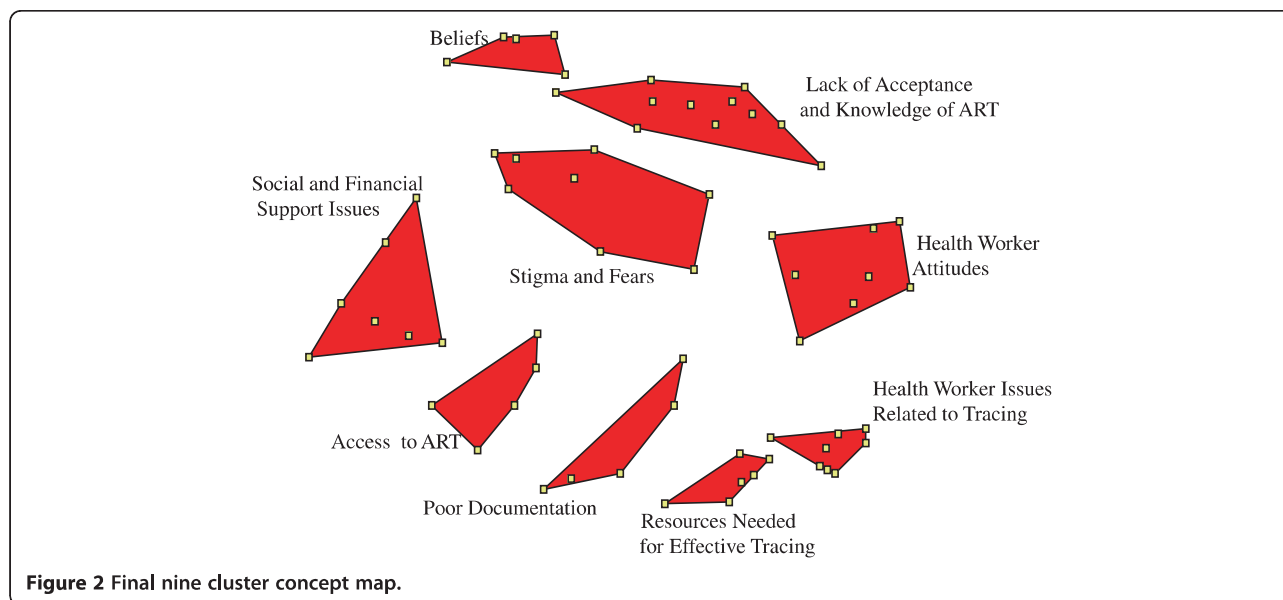 Beliefs
Lack of Acceptance
and Knowledge of ART
Social and Financial
Support Issues
Stigma and Fears
Health Worker
Attitudes
Access to ART
Health Worker Issues
Related to Tracing
Poor Documentation
Resources Needed
for Effective Tracing
Figure 2 Final nine cluster concept map.